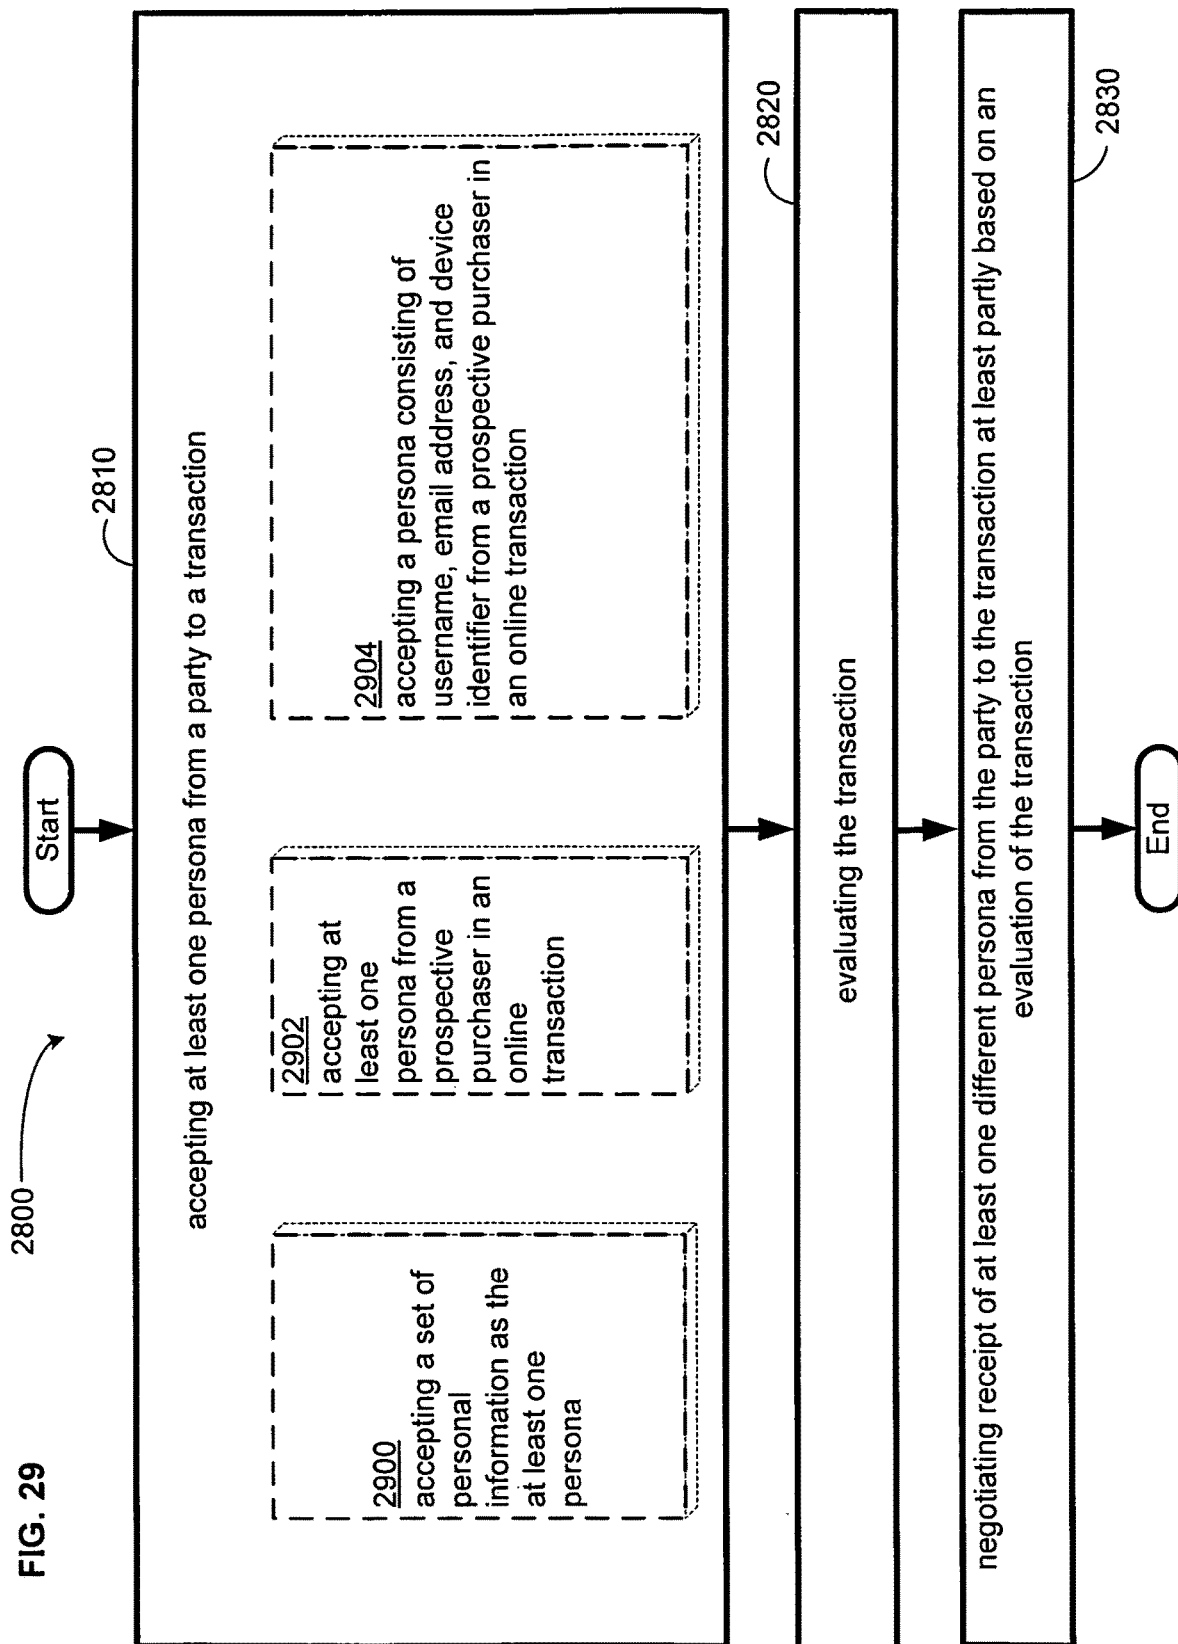 FIG. 29
2800
Start
2810
accepting at least one persona from a party to a transaction
2900
accepting a set of
personal
information as the
at least one
persona
2902
accepting at
least one
persona from a
prospective
purchaser in an
online
transaction
2904
accepting a persona consisting of
username, email address, and device
identifier from a prospective purchaser in
an online transaction
2820
evaluating the transaction
2830
negotiating receipt of at least one different persona from the party to the transaction at least partly based on an
evaluation of the transaction
End